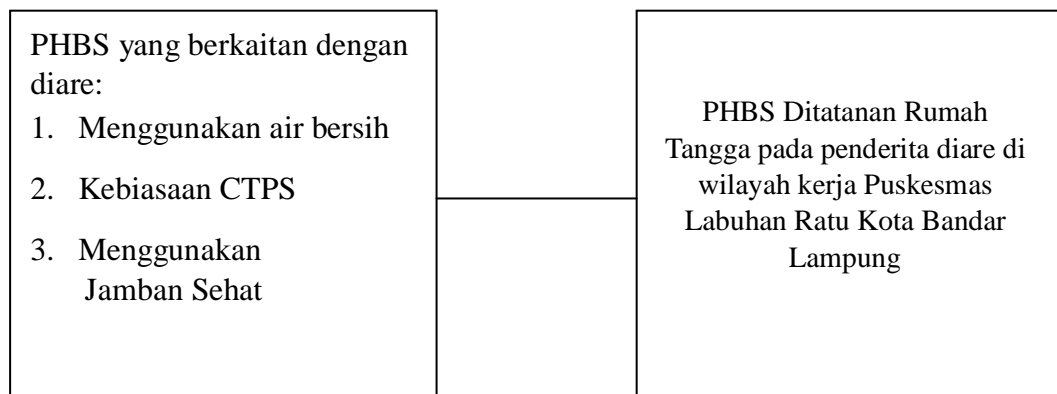 PHBS yang berkaitan dengan
diare:
1. Menggunakan air bersih
2. Kebiasaan CTPS
3. Menggunakan
Jamban Sehat
PHBS Ditatanan Rumah
Tangga pada penderita diare di
wilayah kerja Puskesmas
Labuhan Ratu Kota Bandar
Lampung